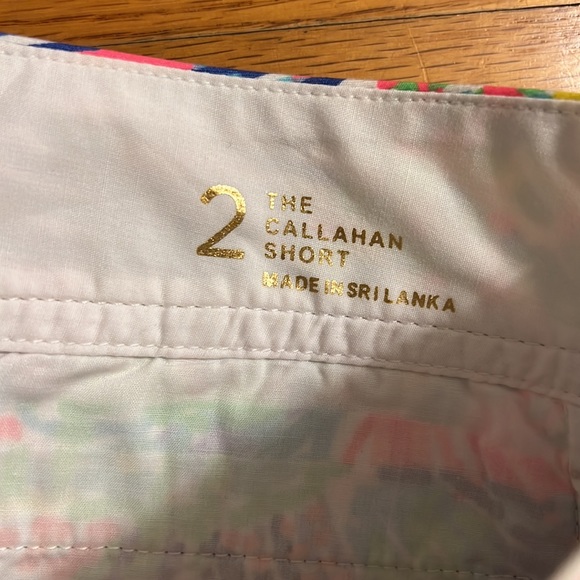 2
THE
CALLAHAN
SHORT
MADE IN SRI LANKA